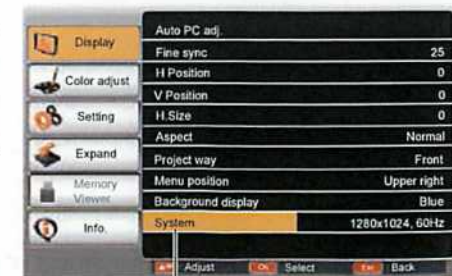 Display
Color adjust
Setting
Expand
Memory
Viewer
Info.
Auto PC adj.
Fine sync 25
H Position 0
V Position 0
H.Size 0
Aspect Normal
Project way Front
Menu position Upper right
Background display Blue
System 1280x1024, 60Hz
Adjust Select Back